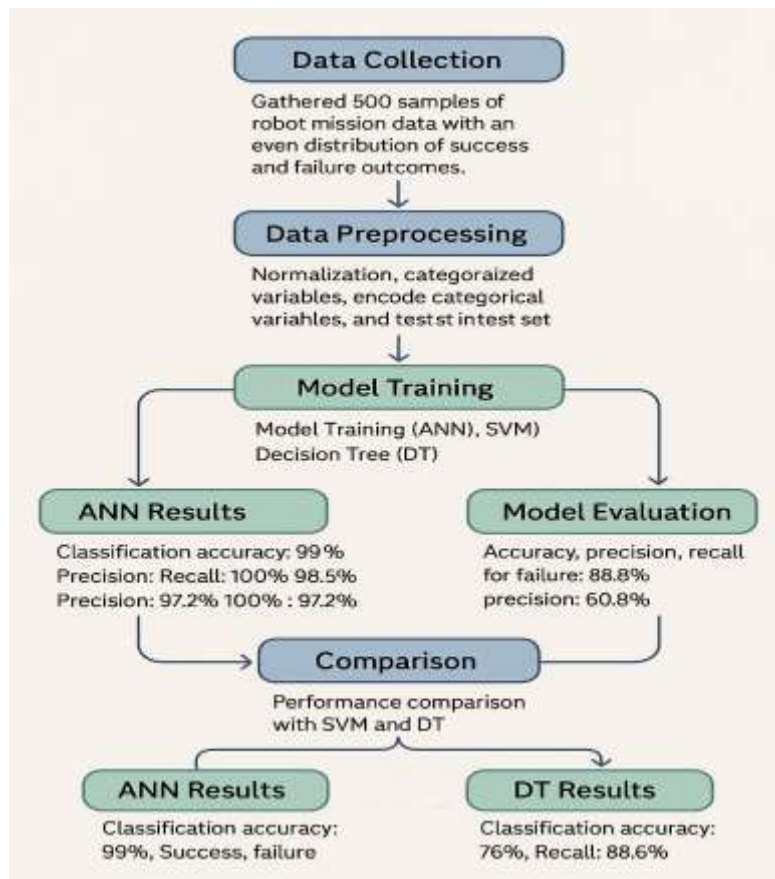 Data Collection
Gathered 500 samples of
robot mission data with an
even distribution of success
and failure outcomes.
Data Preprocessing
Normalization, categoraized
variables, encode categorical
variahles, and testst intest set
Model Training
Model Training (ANN), SVM)
Decision Tree (DT)
ANN Results
Classification accuracy: 99%
Precision: Recall: 100% 98.5%
Precision: 97.2% 100% : 97.2%
Model Evaluation
Accuracy, precision, recall
for failure: 88.8%
precision: 60.8%
Comparison
Performance comparison
with SVM and DT
ANN Results
Classification accuracy:
99%, Success, failure
DT Results
Classification accuracy:
76%, Recall: 88.6%